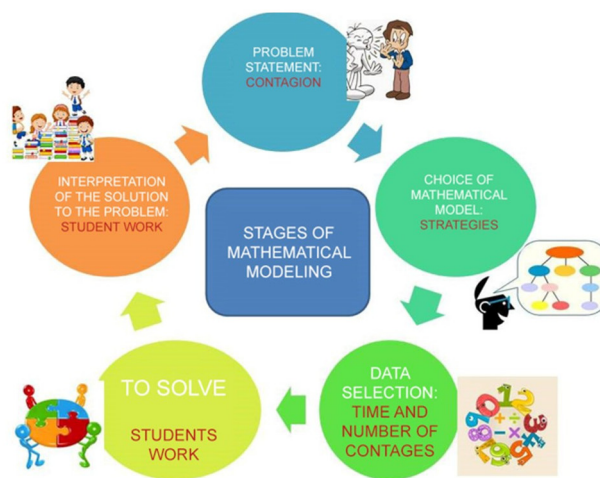 PROBLEM
STATEMENT:
CONTAGION
CHOICE OF
MATHEMATICAL
MODEL:
STRATEGIES
DATA
SELECTION:
TIME AND
NUMBER OF
CONTAGES
TO SOLVE
STUDENTS
WORK
INTERPRETATION
OF THE SOLUTION
TO THE PROBLEM:
STUDENT WORK
STAGES OF
MATHEMATICAL
MODELING